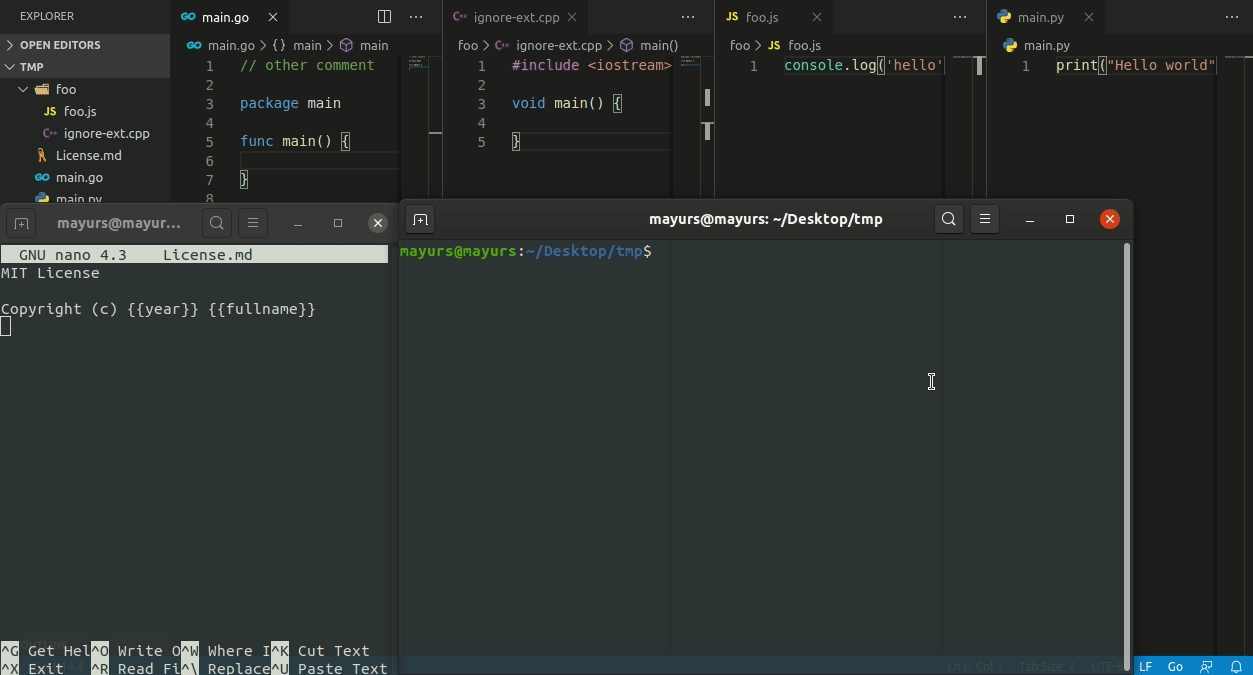 EXPLORER
OPEN EDITORS
TMP
foo
JS foo.js
C++ ignore-ext.cpp
License.md
GO main.go
main.py
GO main.go
main.go > {} main > main
1 // other comment
2
3 package main
4
5 func main() {
6
7 }
8
C++ ignore-ext.cpp
foo > C++ ignore-ext.cpp > main()
1 #include <iostream>
2
3 void main() {
4
5 }
JS foo.js
foo > JS foo.js
1 console.log('hello'
main.py
main.py
1 print("Hello world"
mayurs@mayur...
GNU nano 4.3 License.md
MIT License
Copyright (c) {{year}} {{fullname}}
^G Get Hel ^O Write O ^W Where I ^K Cut Text
^X Exit ^R Read Fi ^\ Replace ^U Paste Text
mayurs@mayurs: ~/Desktop/tmp
mayurs@mayurs:~/Desktop/tmp$
Ln 6, Col 1 Tab Size: 4 UTF-8 LF Go